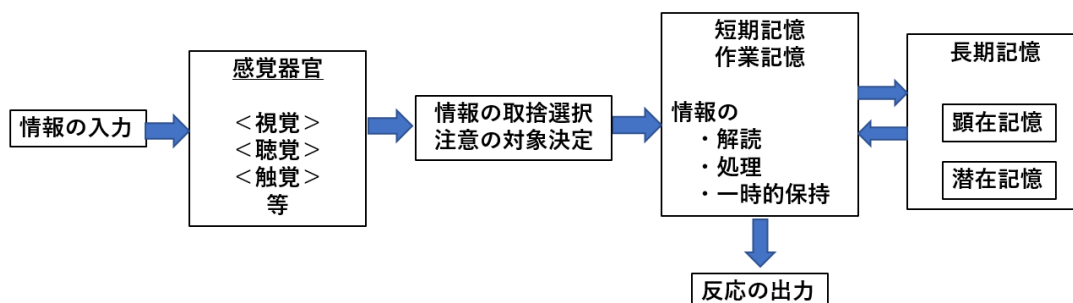 情報の入力
感覚器官
＜視覚＞
＜聴覚＞
＜触覚＞
等
情報の取捨選択
注意の対象決定
短期記憶
作業記憶
情報の
・解読
・処理
・一時的保持
長期記憶
顕在記憶
潜在記憶
反応の出力